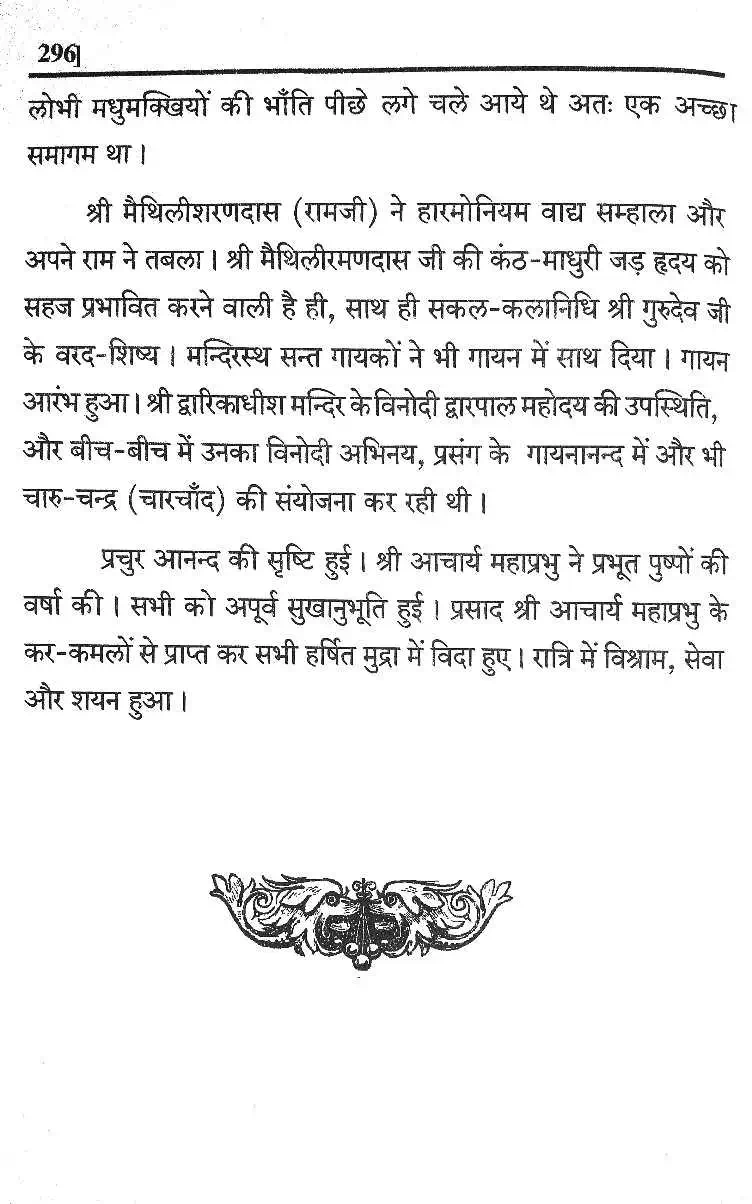 296]
लोभी मधुमक्खियों की भाँति पीछे लगे चले आये थे अतः एक अच्छा
समागम था ।
श्री मैथिलीशरणदास (रामजी) ने हारमोनियम वाद्य सम्हाला और
अपने राम ने तबला । श्री मैथिलीरमणदास जी की कंठ-माधुरी जड़ हृदय को
सहज प्रभावित करने वाली है ही, साथ ही सकल-कलानिधि श्री गुरुदेव जी
के वरद-शिष्य । मन्दिरस्थ सन्त गायकों ने भी गायन में साथ दिया । गायन
आरंभ हुआ । श्री द्वारिकाधीश मन्दिर के विनोदी द्वारपाल महोदय की उपस्थिति,
और बीच-बीच में उनका विनोदी अभिनय, प्रसंग के गायनानन्द में और भी
चारु-चन्द्र (चारचाँद) की संयोजना कर रही थी ।
प्रचुर आनन्द की सृष्टि हुई । श्री आचार्य महाप्रभु ने प्रभूत पुष्पों की
वर्षा की । सभी को अपूर्व सुखानुभूति हुई । प्रसाद श्री आचार्य महाप्रभु के
कर-कमलों से प्राप्त कर सभी हर्षित मुद्रा में विदा हुए । रात्रि में विश्राम, सेवा
और शयन हुआ ।